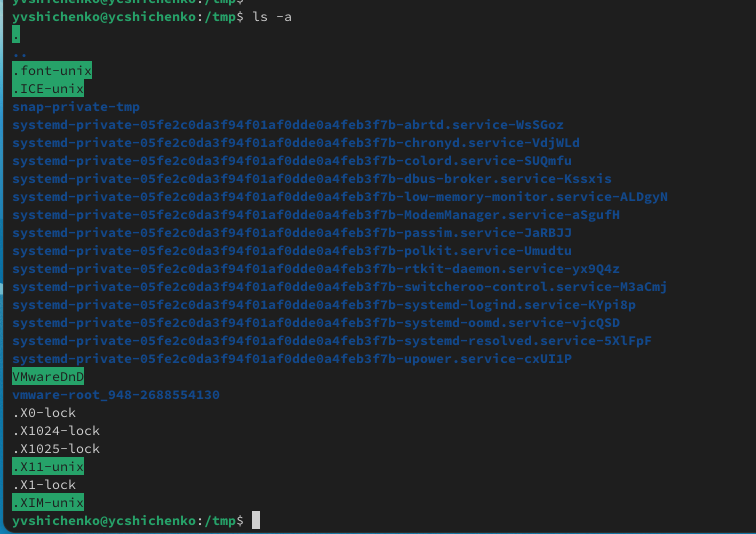 yvshichenko@ycshichenko:/tmp$
yvshichenko@ycshichenko:/tmp$ ls -a
.
..
.font-unix
.ICE-unix
snap-private-tmp
systemd-private-05fe2c0da3f94f01af0dde0a4feb3f7b-abrtd.service-WsSGoz
systemd-private-05fe2c0da3f94f01af0dde0a4feb3f7b-chronyd.service-VdjWLd
systemd-private-05fe2c0da3f94f01af0dde0a4feb3f7b-colord.service-SUQmfu
systemd-private-05fe2c0da3f94f01af0dde0a4feb3f7b-dbus-broker.service-Kssxis
systemd-private-05fe2c0da3f94f01af0dde0a4feb3f7b-low-memory-monitor.service-ALDgyN
systemd-private-05fe2c0da3f94f01af0dde0a4feb3f7b-ModemManager.service-aSgufH
systemd-private-05fe2c0da3f94f01af0dde0a4feb3f7b-passim.service-JaRBJJ
systemd-private-05fe2c0da3f94f01af0dde0a4feb3f7b-polkit.service-Umudtu
systemd-private-05fe2c0da3f94f01af0dde0a4feb3f7b-rtkit-daemon.service-yx9Q4z
systemd-private-05fe2c0da3f94f01af0dde0a4feb3f7b-switcheroo-control.service-M3aCmj
systemd-private-05fe2c0da3f94f01af0dde0a4feb3f7b-systemd-logind.service-KYpi8p
systemd-private-05fe2c0da3f94f01af0dde0a4feb3f7b-systemd-oomd.service-vjcQSD
systemd-private-05fe2c0da3f94f01af0dde0a4feb3f7b-systemd-resolved.service-5XlFpF
systemd-private-05fe2c0da3f94f01af0dde0a4feb3f7b-upower.service-cxUI1P
VMwareDnD
vmware-root_948-2688554130
.X0-lock
.X1024-lock
.X1025-lock
.X11-unix
.X1-lock
.XIM-unix
yvshichenko@ycshichenko:/tmp$